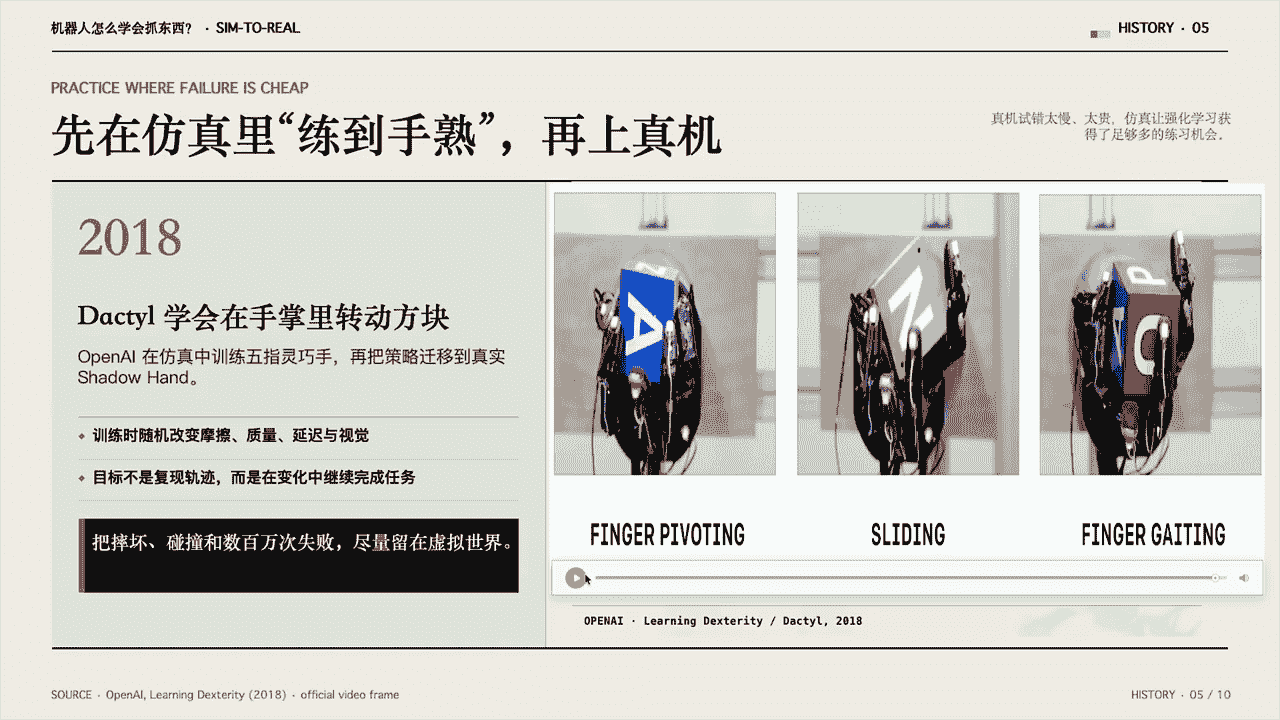 机器人怎么学会抓东西？ · SIM-TO-REAL
HISTORY · 05
PRACTICE WHERE FAILURE IS CHEAP
先在仿真里“练到手熟”，再上真机
真机试错太慢、太贵，仿真让强化学习获
得了足够多的练习机会。
2018
Dactyl 学会在手掌里转动方块
OpenAI 在仿真中训练五指灵巧手，再把策略迁移到真实
Shadow Hand。
训练时随机改变摩擦、质量、延迟与视觉
目标不是复现轨迹，而是在变化中继续完成任务
把摔坏、碰撞和数百万次失败，尽量留在虚拟世界。
A
N
P
O
FINGER PIVOTING
SLIDING
FINGER GAITING
OPENAI · Learning Dexterity / Dactyl, 2018
SOURCE · OpenAI, Learning Dexterity (2018) · official video frame
HISTORY · 05 / 10